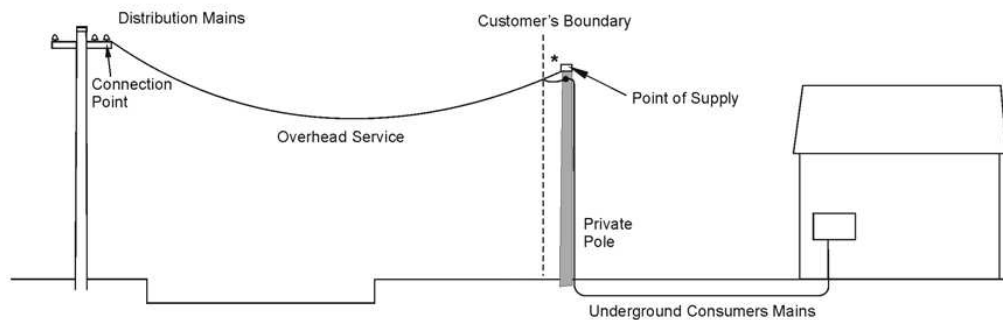 Distribution Mains
Customer's Boundary
*
Connection
Point
Point of Supply
Overhead Service
Private
Pole
Underground Consumers Mains